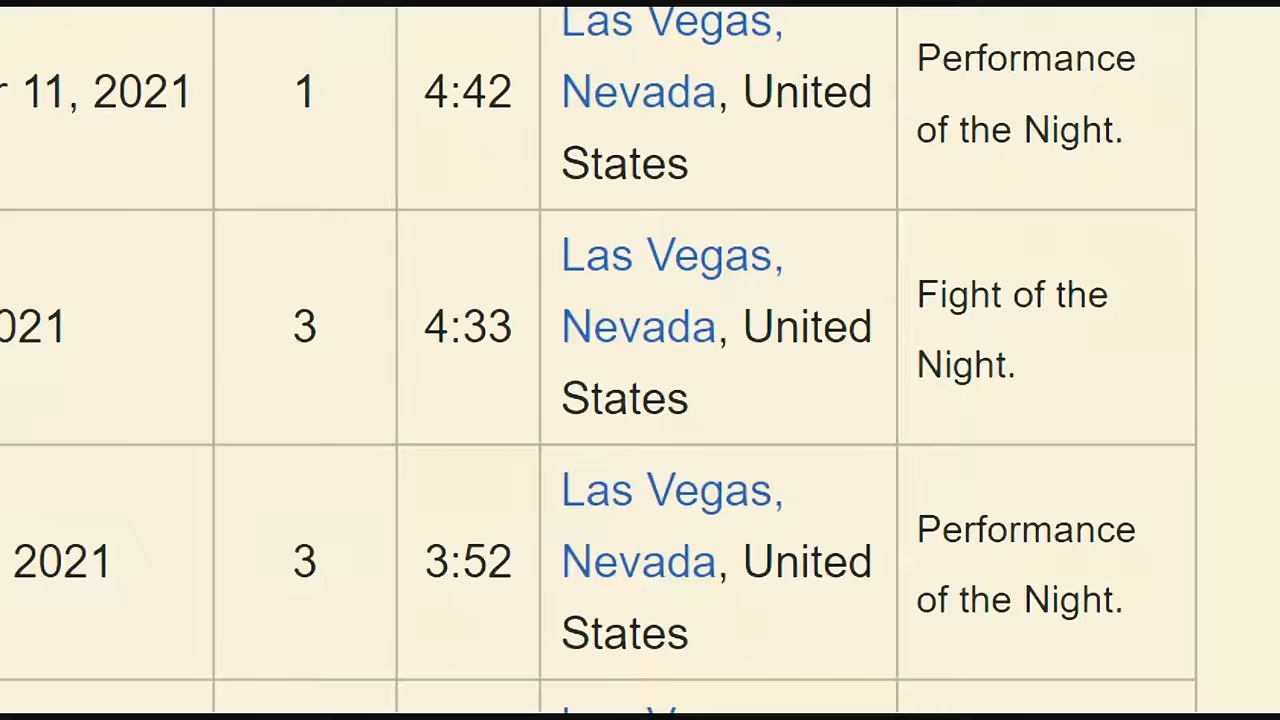 Las Vegas,
r 11, 2021 1 4:42 Nevada, United
States
Performance
of the Night.
021 3 4:33 Las Vegas,
Nevada, United
States
Fight of the
Night.
2021 3 3:52 Las Vegas,
Nevada, United
States
Performance
of the Night.